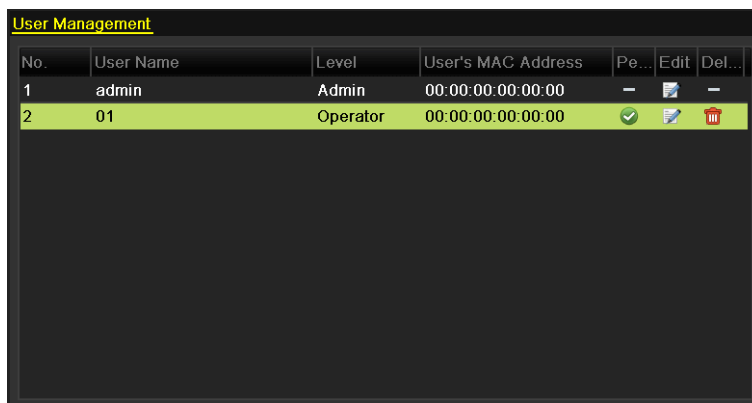 User Management
No. User Name Level User's MAC Address Pe... Edit Del...
1 admin Admin 00:00:00:00:00:00 – –
2 01 Operator 00:00:00:00:00:00